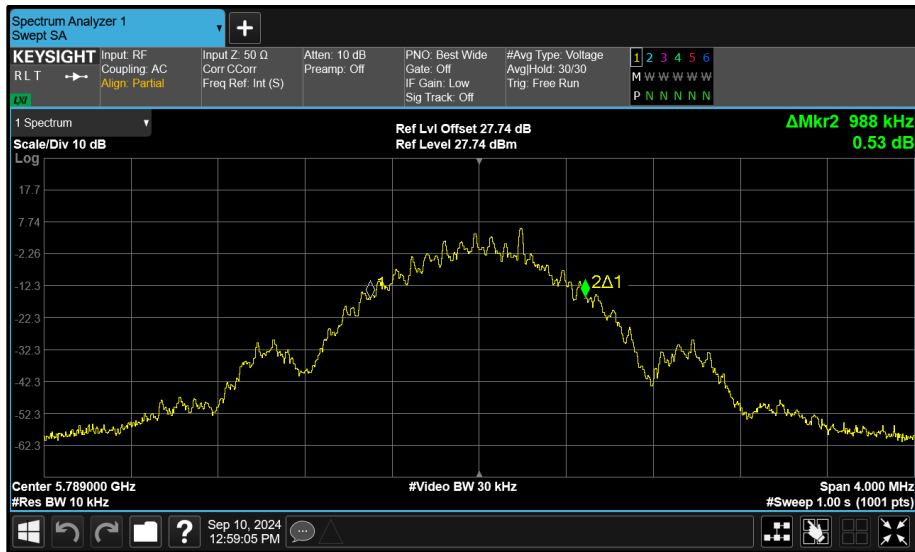 Spectrum Analyzer 1
Swept SA
+
KEYSIGHT
R L T
LXI
Input: RF
Coupling: AC
Align: Partial
Input Z: 50 Ω
Corr CCorr
Freq Ref: Int (S)
Atten: 10 dB
Preamp: Off
PNO: Best Wide
Gate: Off
IF Gain: Low
Sig Track: Off
#Avg Type: Voltage
Avg|Hold: 30/30
Trig: Free Run
1 2 3 4 5 6
M W W W W W
P N N N N N
1 Spectrum
Scale/Div 10 dB
Ref Lvl Offset 27.74 dB
Ref Level 27.74 dBm
ΔMkr2 988 kHz
0.53 dB
Log
17.7
7.74
-2.26
-12.3
-22.3
-32.3
-42.3
-52.3
-62.3
1
2Δ1
Center 5.789000 GHz
#Video BW 30 kHz
Span 4.000 MHz
#Res BW 10 kHz
#Sweep 1.00 s (1001 pts)
?
Sep 10, 2024
12:59:05 PM